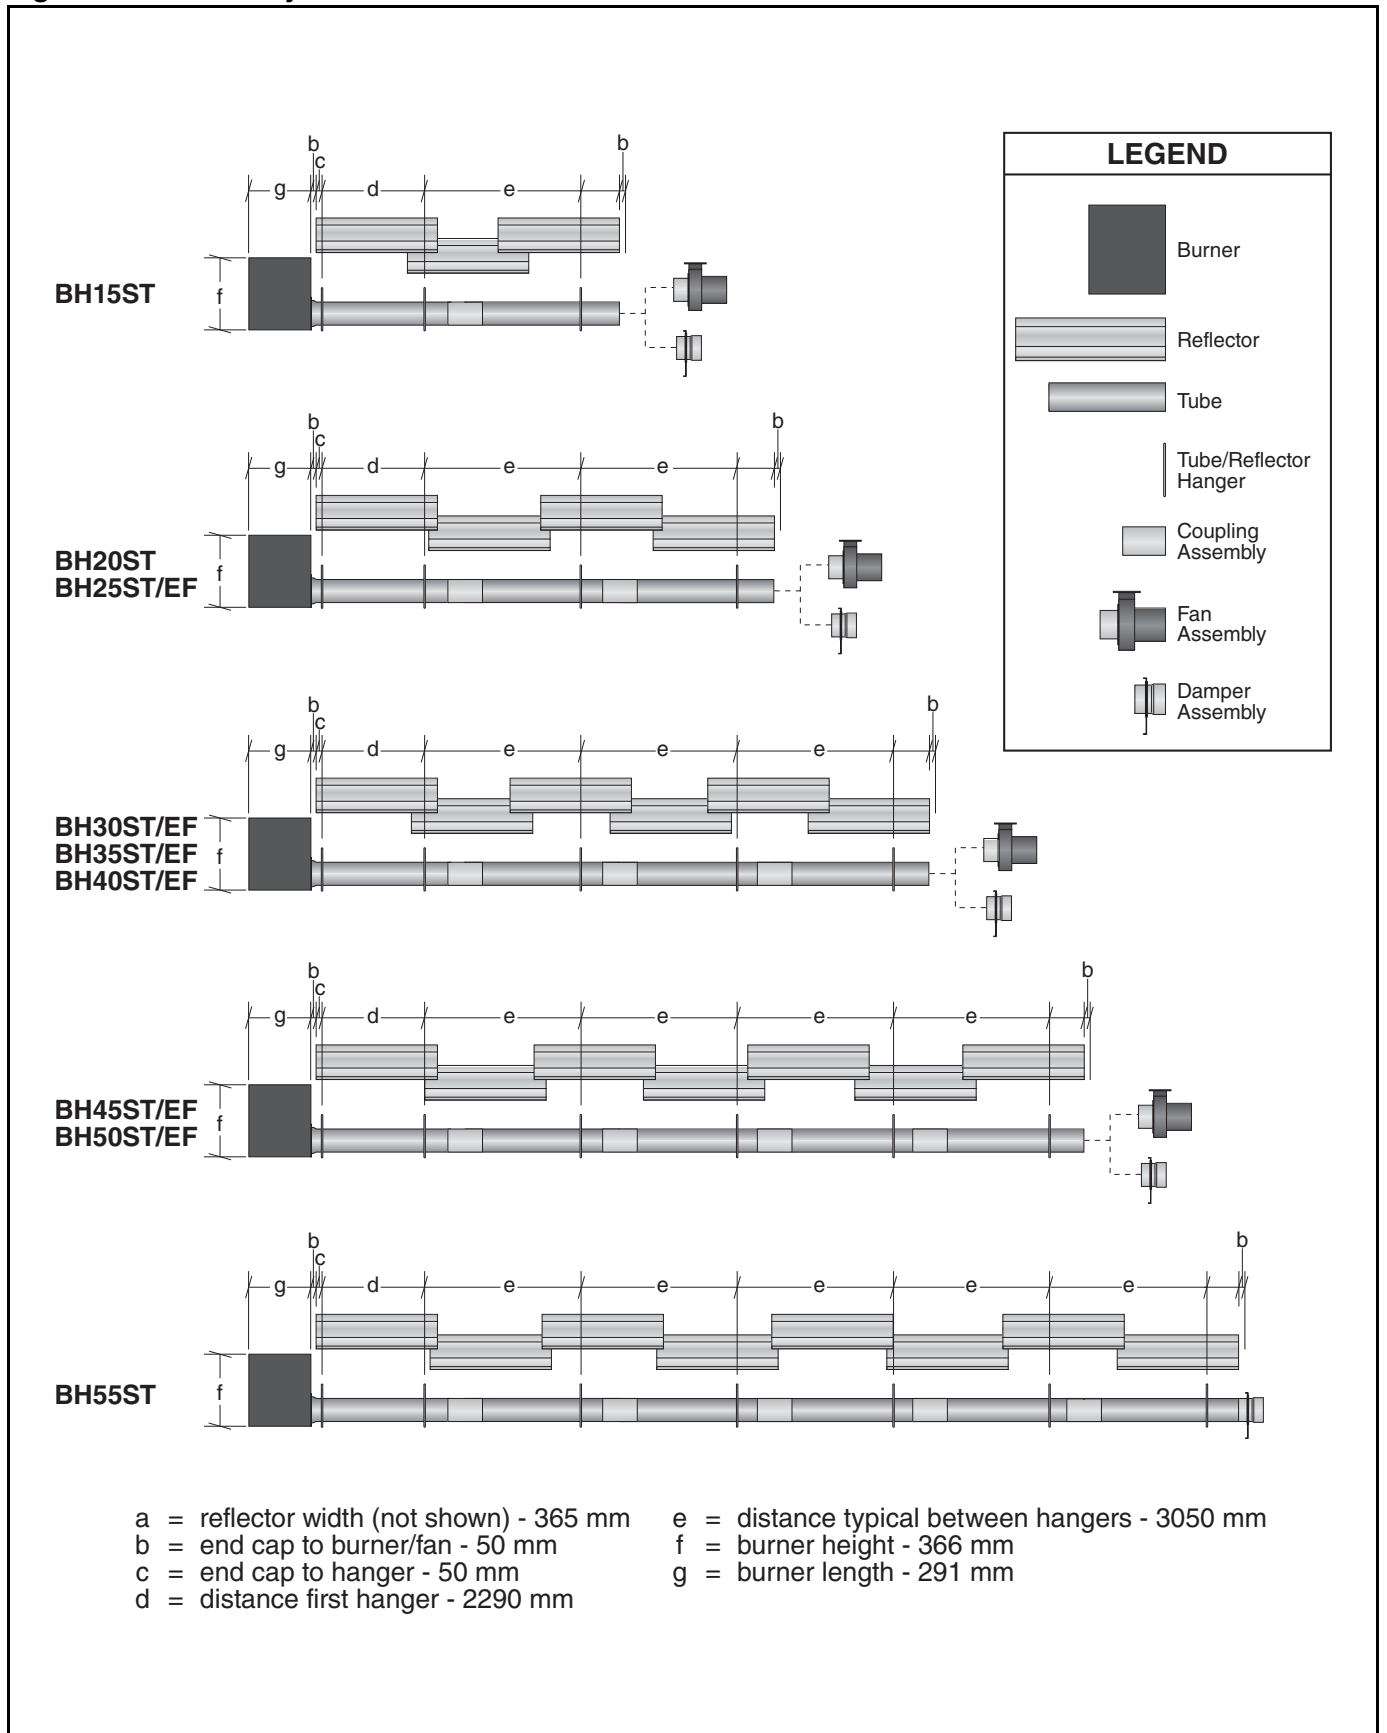 b
b
c
g
d
e
BH15ST
f
b
b
c
g
d
e
e
BH20ST
BH25ST/EF
f
b
b
c
g
d
e
e
e
BH30ST/EF
BH35ST/EF
BH40ST/EF
f
b
b
c
g
d
e
e
e
e
BH45ST/EF
BH50ST/EF
f
b
b
c
g
d
e
e
e
e
e
BH55ST
f
LEGEND
Burner
Reflector
Tube
Tube/Reflector
Hanger
Coupling
Assembly
Fan
Assembly
Damper
Assembly
a = reflector width (not shown) - 365 mm
b = end cap to burner/fan - 50 mm
c = end cap to hanger - 50 mm
d = distance first hanger - 2290 mm
e = distance typical between hangers - 3050 mm
f = burner height - 366 mm
g = burner length - 291 mm